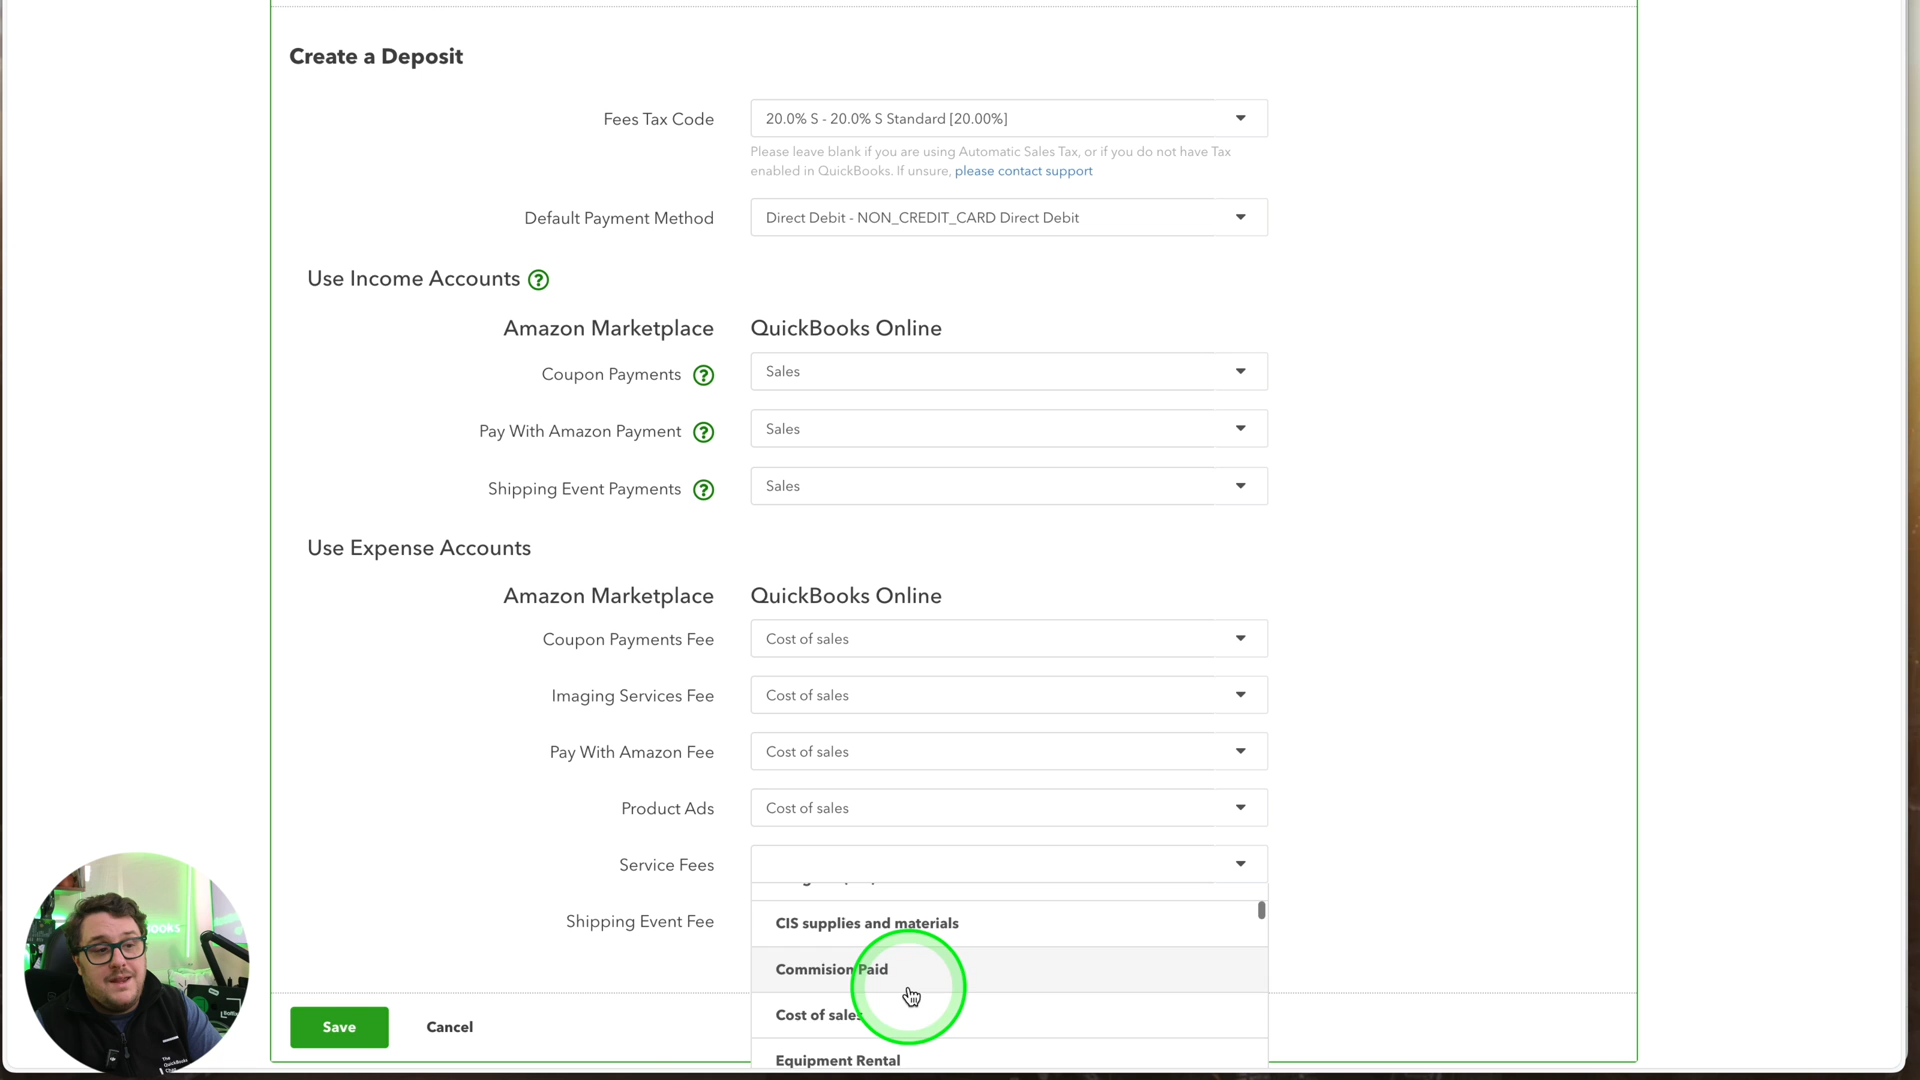 Create a Deposit
Fees Tax Code
20.0% S - 20.0% S Standard [20.00%]
Please leave blank if you are using Automatic Sales Tax, or if you do not have Tax
enabled in QuickBooks. If unsure, please contact support
Default Payment Method
Direct Debit - NON_CREDIT_CARD Direct Debit
Use Income Accounts ?
Amazon Marketplace QuickBooks Online
Coupon Payments ? Sales
Pay With Amazon Payment ? Sales
Shipping Event Payments ? Sales
Use Expense Accounts
Amazon Marketplace QuickBooks Online
Coupon Payments Fee Cost of sales
Imaging Services Fee Cost of sales
Pay With Amazon Fee Cost of sales
Product Ads Cost of sales
Service Fees
Shipping Event Fee
CIS supplies and materials
Commision Paid
Cost of sales
Equipment Rental
Save Cancel
The
QuickBooks